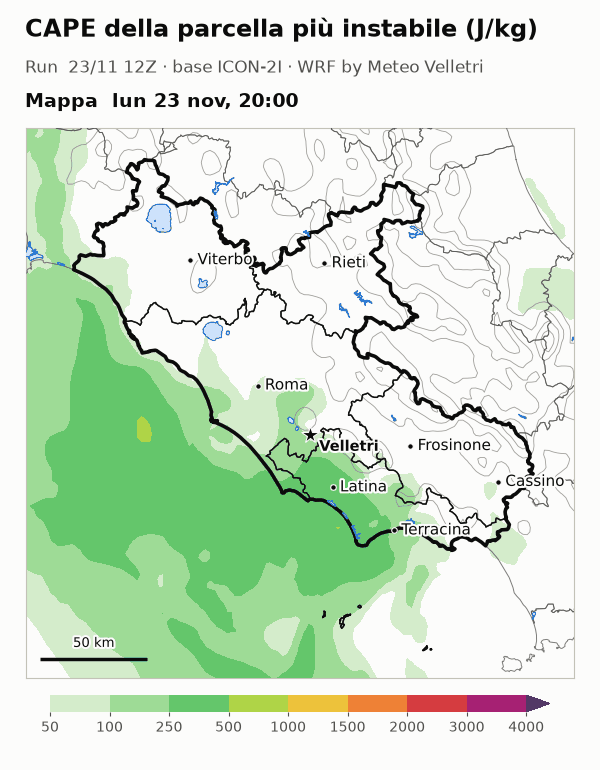 CAPE della parcella più instabile (J/kg)
Run  23/11 12Z · base ICON-2I · WRF by Meteo Velletri
Mappa  lun 23 nov, 20:00
Viterbo
Rieti
Roma
Velletri
Frosinone
Latina
Cassino
Terracina
50 km
50 100 250 500 1000 1500 2000 3000 4000